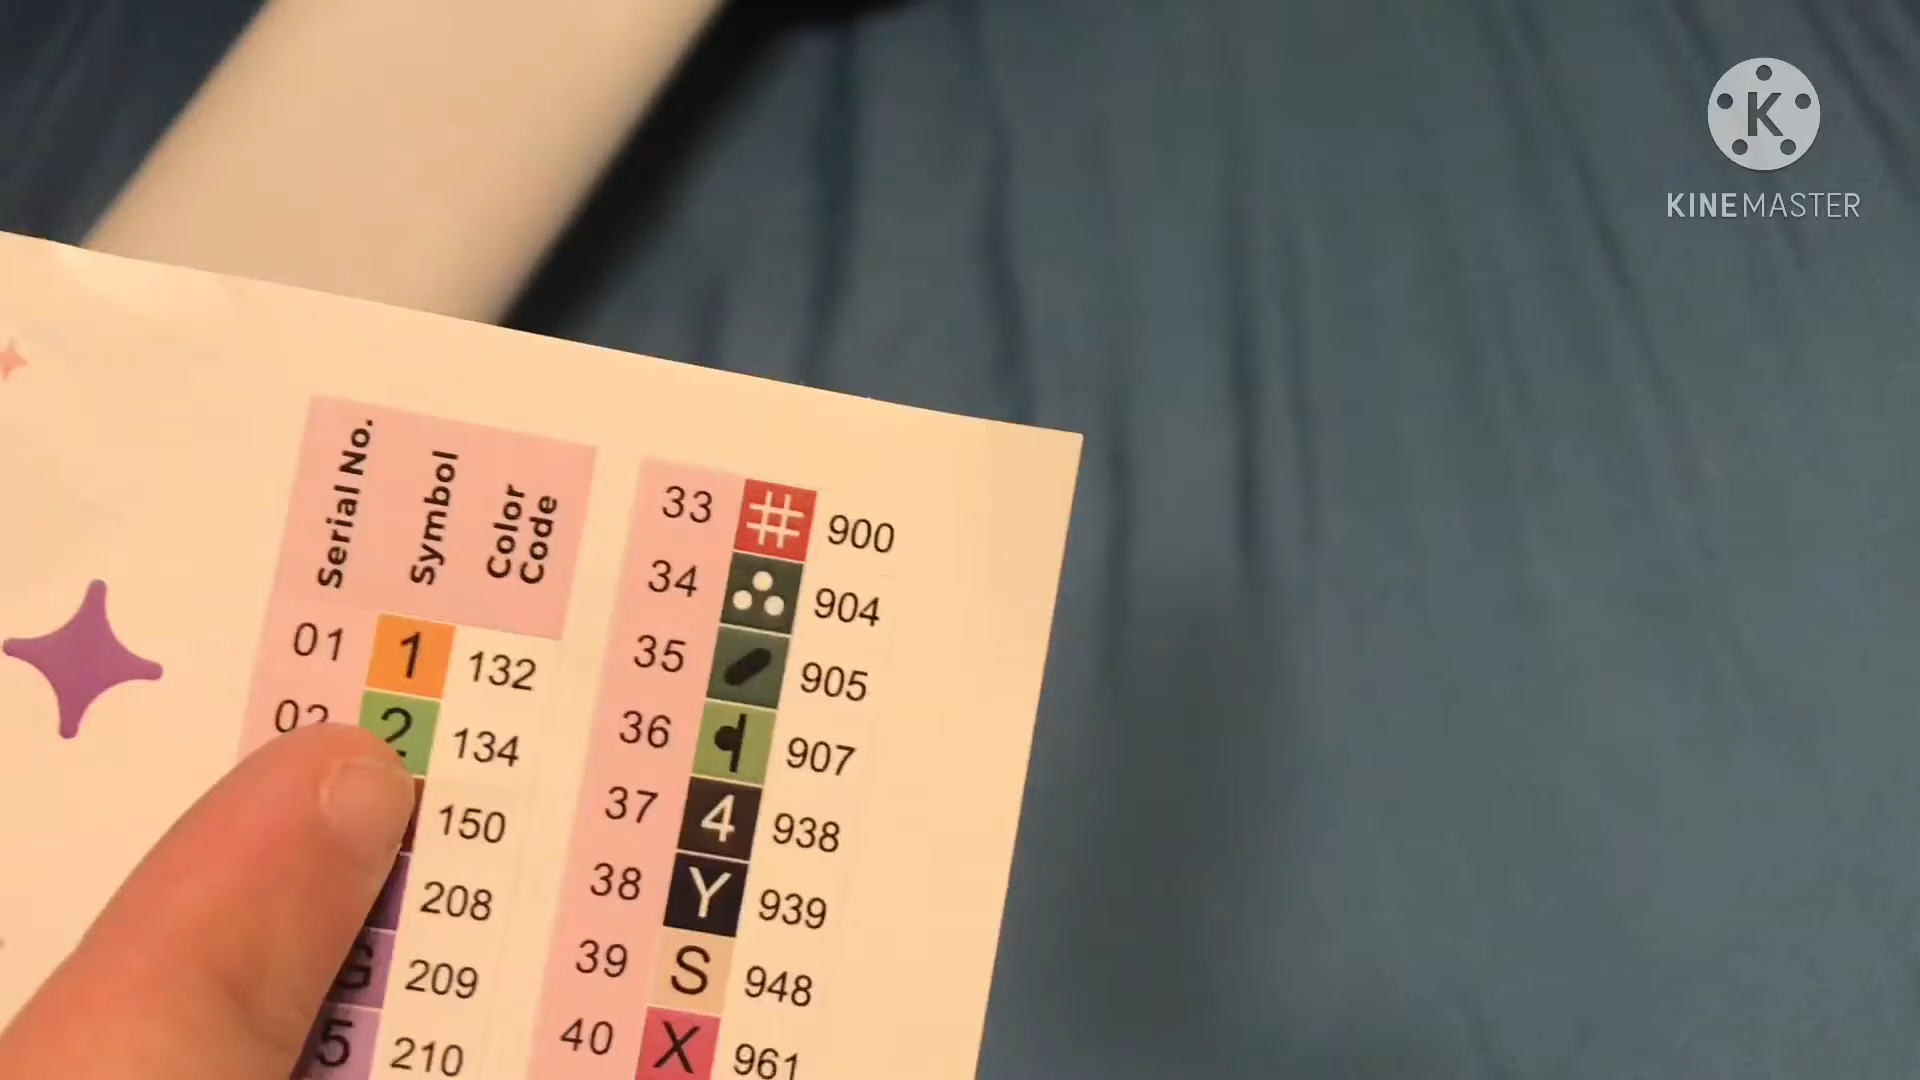 K
KINEMASTER
Serial No. Symbol Color Code
01 1 132
02 2 134
150
208
G 209
5 210
33 # 900
34 904
35 905
36 907
37 4 938
38 Y 939
39 S 948
40 X 961